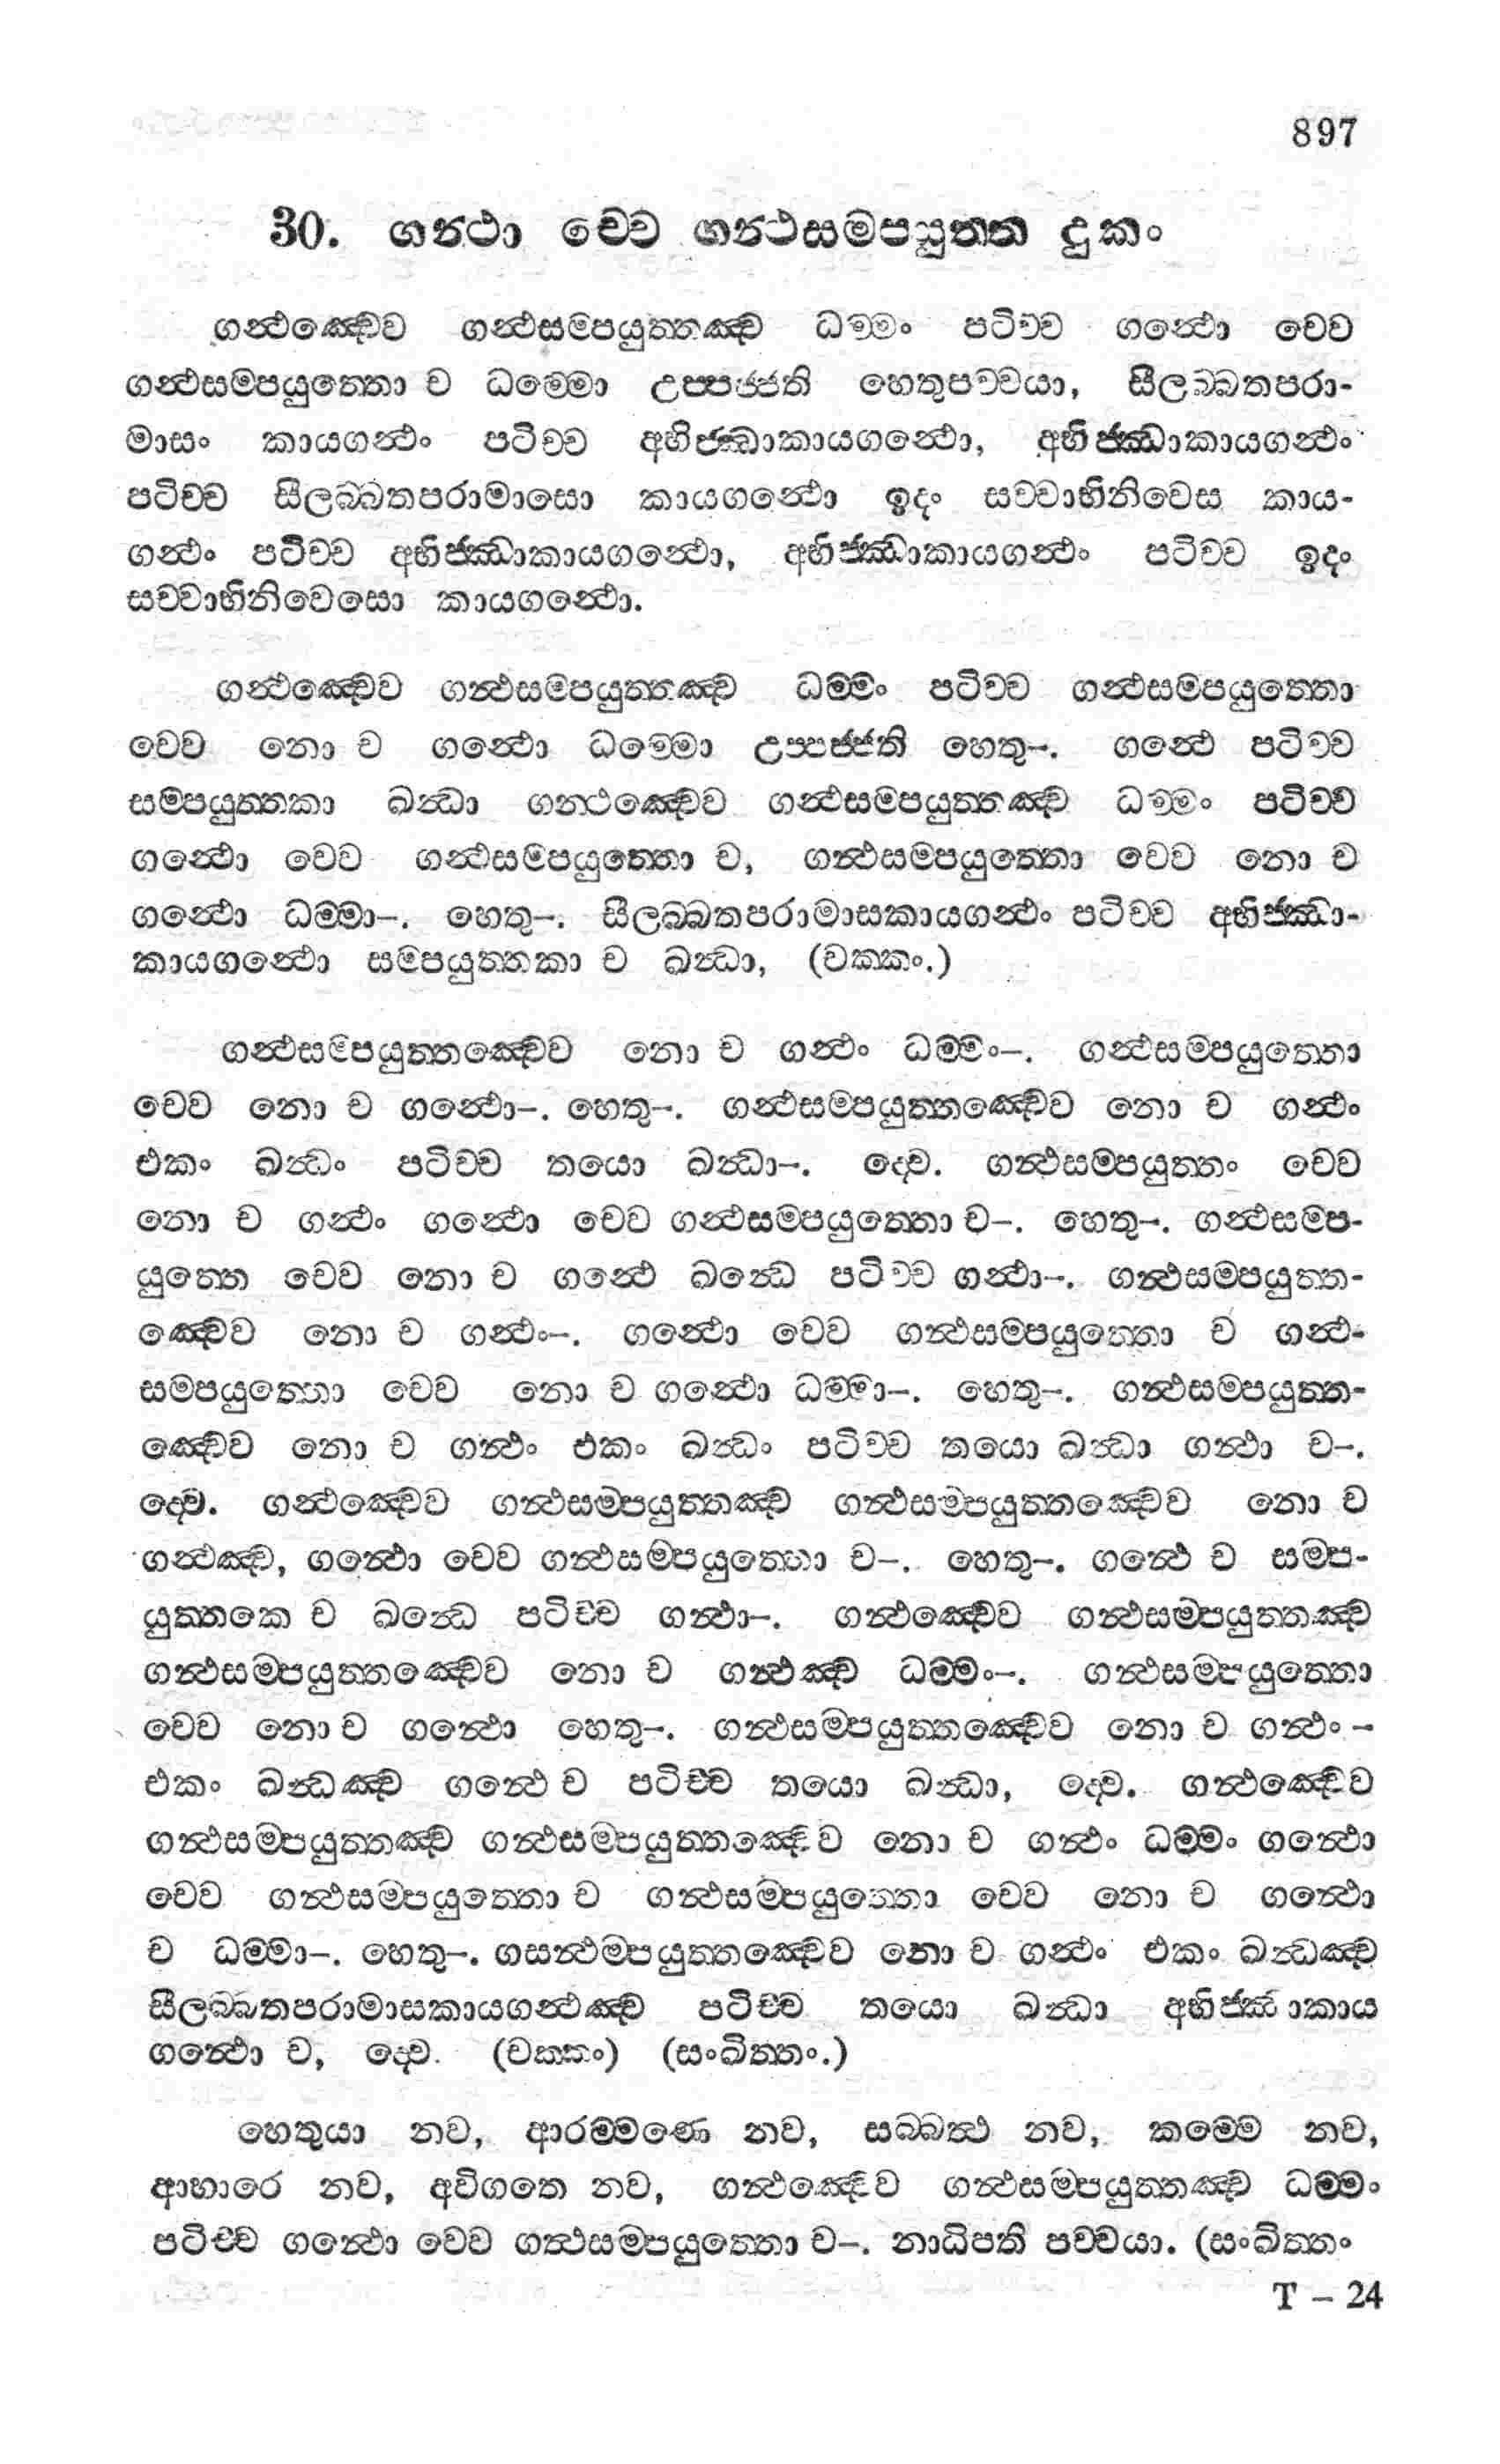 897
30. ගන්‍ථා චෙව ගන්‍ථසම්පයුත්ත දුකං
ගන්‍ථඤ්චෙව ගන්‍ථසම්පයුත්තඤ්ච ධම්මං පටිච්ච ගන්‍ථො චෙව
ගන්‍ථසම්පයුත්තො ච ධම්මො උප්පජ්ජති හෙතුපච්චයා, සීලබ්බතපරා-
මාසං කායගන්‍ථං පටිච්ච අභිජ්ඣාකායගන්‍ථො, අභිජ්ඣාකායගන්‍ථං
පටිච්ච සීලබ්බතපරාමාසො කායගන්‍ථො ඉදං සච්චාභිනිවෙස කාය-
ගන්‍ථං පටිච්ච අභිජ්ඣාකායගන්‍ථො, අභිජ්ඣාකායගන්‍ථං පටිච්ච ඉදං
සච්චාභිනිවෙසො කායගන්‍ථො.
ගන්‍ථඤ්චෙව ගන්‍ථසම්පයුත්තඤ්ච ධම්මං පටිච්ච ගන්‍ථසම්පයුත්තො
චෙව නො ච ගන්‍ථො ධම්මො උප්පජ්ජති හෙතු-. ගන්‍ථෙ පටිච්ච
සම්පයුත්තකා ඛන්‍ධා ගන්‍ථඤ්චෙව ගන්‍ථසම්පයුත්තඤ්ච ධම්මං පටිච්ච
ගන්‍ථො චෙව ගන්‍ථසම්පයුත්තො ච, ගන්‍ථසම්පයුත්තො චෙව නො ච
ගන්‍ථො ධම්මා-. හෙතු-. සීලබ්බතපරාමාසකායගන්‍ථං පටිච්ච අභිජ්ඣා-
කායගන්‍ථො සම්පයුත්තකා ච ඛන්‍ධා, (චක්කං.)
ගන්‍ථසම්පයුත්තඤ්චෙව නො ච ගන්‍ථං ධම්මං-. ගන්‍ථසම්පයුත්තො
චෙව නො ච ගන්‍ථො-. හෙතු-. ගන්‍ථසම්පයුත්තඤ්චෙව නො ච ගන්‍ථං
එකං ඛන්‍ධං පටිච්ච තයො ඛන්‍ධා-. ද්වෙ. ගන්‍ථසම්පයුත්තං චෙව
නො ච ගන්‍ථං ගන්‍ථො චෙව ගන්‍ථසම්පයුත්තො ච-. හෙතු-. ගන්‍ථසම්ප-
යුත්තෙ චෙව නො ච ගන්‍ථෙ ඛන්‍ධෙ පටිච්ච ගන්‍ථා-. ගන්‍ථසම්පයුත්ත-
ඤ්චෙව නො ච ගන්‍ථං-. ගන්‍ථො චෙව ගන්‍ථසම්පයුත්තො ච ගන්‍ථ-
සම්පයුත්තො චෙව නො ච ගන්‍ථො ධම්මා-. හෙතු-. ගන්‍ථසම්පයුත්ත-
ඤ්චෙව නො ච ගන්‍ථං එකං ඛන්‍ධං පටිච්ච තයො ඛන්‍ධා ගන්‍ථා ච-.
ද්වෙ. ගන්‍ථඤ්චෙව ගන්‍ථසම්පයුත්තඤ්ච ගන්‍ථසම්පයුත්තඤ්චෙව නො ච
ගන්‍ථඤ්ච, ගන්‍ථො චෙව ගන්‍ථසම්පයුත්තො ච-. හෙතු-. ගන්‍ථෙ ච සම්ප-
යුත්තකෙ ච ඛන්‍ධෙ පටිච්ච ගන්‍ථා-. ගන්‍ථඤ්චෙව ගන්‍ථසම්පයුත්තඤ්ච
ගන්‍ථසම්පයුත්තඤ්චෙව නො ච ගන්‍ථඤ්ච ධම්මං-. ගන්‍ථසම්පයුත්තො
චෙව නො ච ගන්‍ථො හෙතු-. ගන්‍ථසම්පයුත්තඤ්චෙව නො ච ගන්‍ථං -
එකං ඛන්‍ධඤ්ච ගන්‍ථෙ ච පටිච්ච තයො ඛන්‍ධා, ද්වෙ. ගන්‍ථඤ්චෙව
ගන්‍ථසම්පයුත්තඤ්ච ගන්‍ථසම්පයුත්තඤ්චෙව නො ච ගන්‍ථං ධම්මං ගන්‍ථො
චෙව ගන්‍ථසම්පයුත්තො ච ගන්‍ථසම්පයුත්තො චෙව නො ච ගන්‍ථො
ච ධම්මා-. හෙතු-. ගසන්‍ථම්පයුත්තඤ්චෙව නො ච ගන්‍ථං එකං ඛන්‍ධඤ්ච
සීලබ්බතපරාමාසකායගන්‍ථඤ්ච පටිච්ච තයො ඛන්‍ධා අභිජ්ඣාකාය
ගන්‍ථො ච, ද්වෙ. (චක්කං) (සංඛිත්තං.)
හෙතුයා නව, ආරම්මණෙ නව, සබ්බත්‍ථ නව, කම්මෙ නව,
ආහාරෙ නව, අවිගතෙ නව, ගන්‍ථඤ්චෙව ගන්‍ථසම්පයුත්තඤ්ච ධම්මං
පටිච්ච ගන්‍ථො චෙව ගන්‍ථසම්පයුත්තො ච-. නාධිපති පච්චයා. (සංඛිත්තං
T - 24